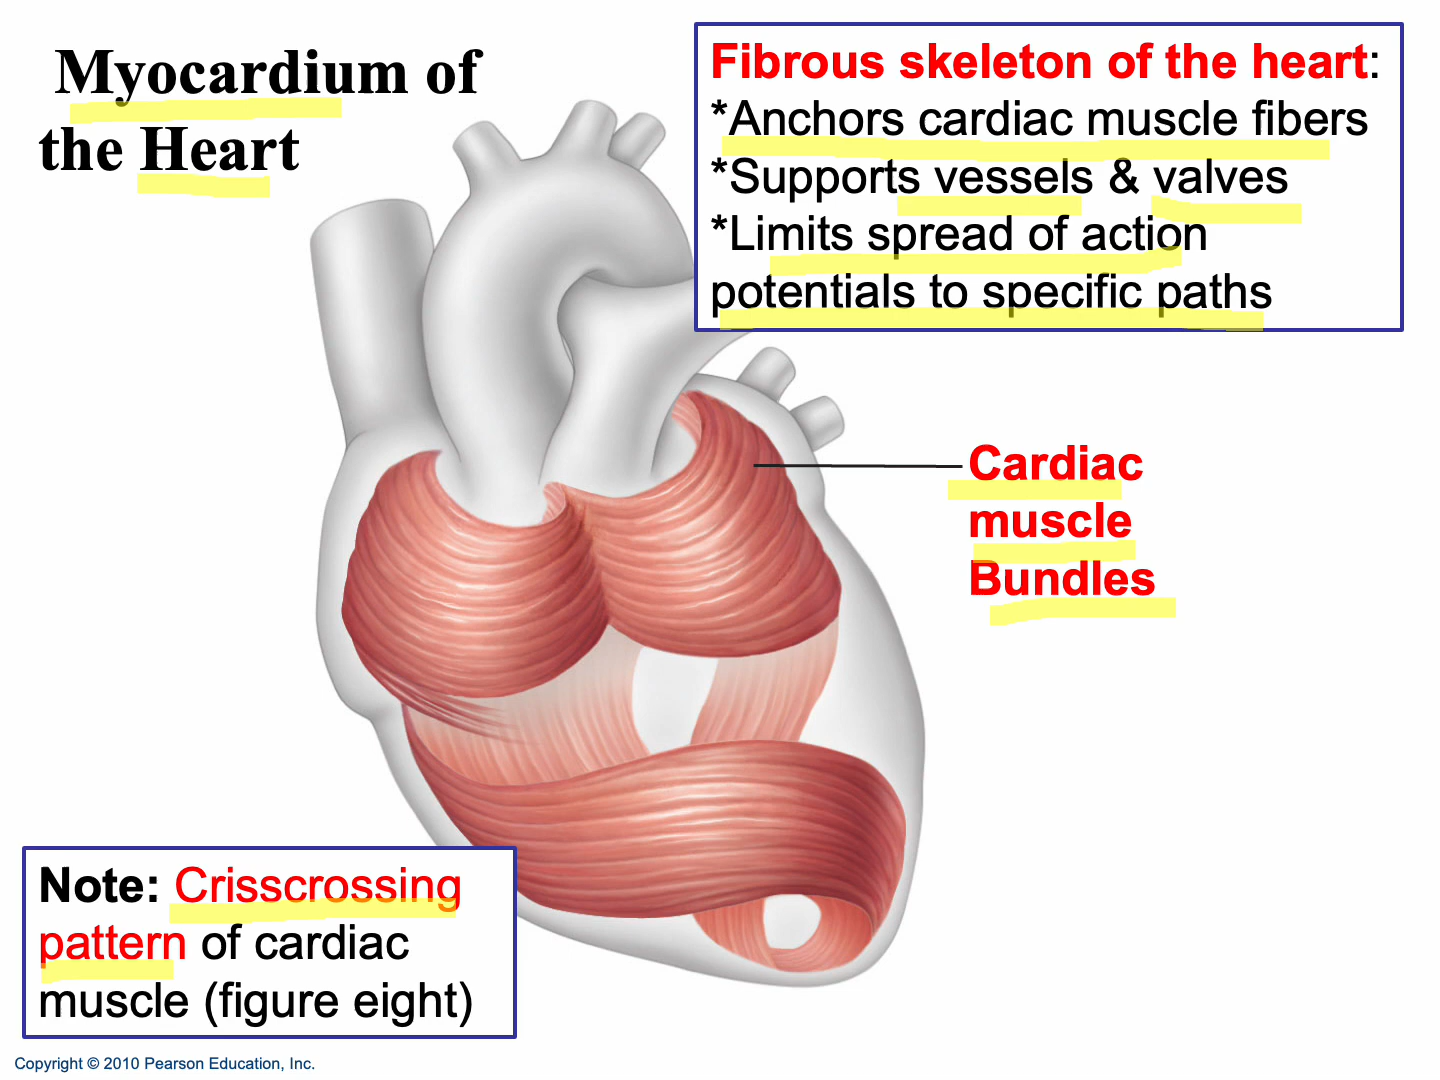 Myocardium of
the Heart
Fibrous skeleton of the heart:
*Anchors cardiac muscle fibers
*Supports vessels & valves
*Limits spread of action
potentials to specific paths
Cardiac
muscle
Bundles
Note: Crisscrossing
pattern of cardiac
muscle (figure eight)
Copyright © 2010 Pearson Education, Inc.